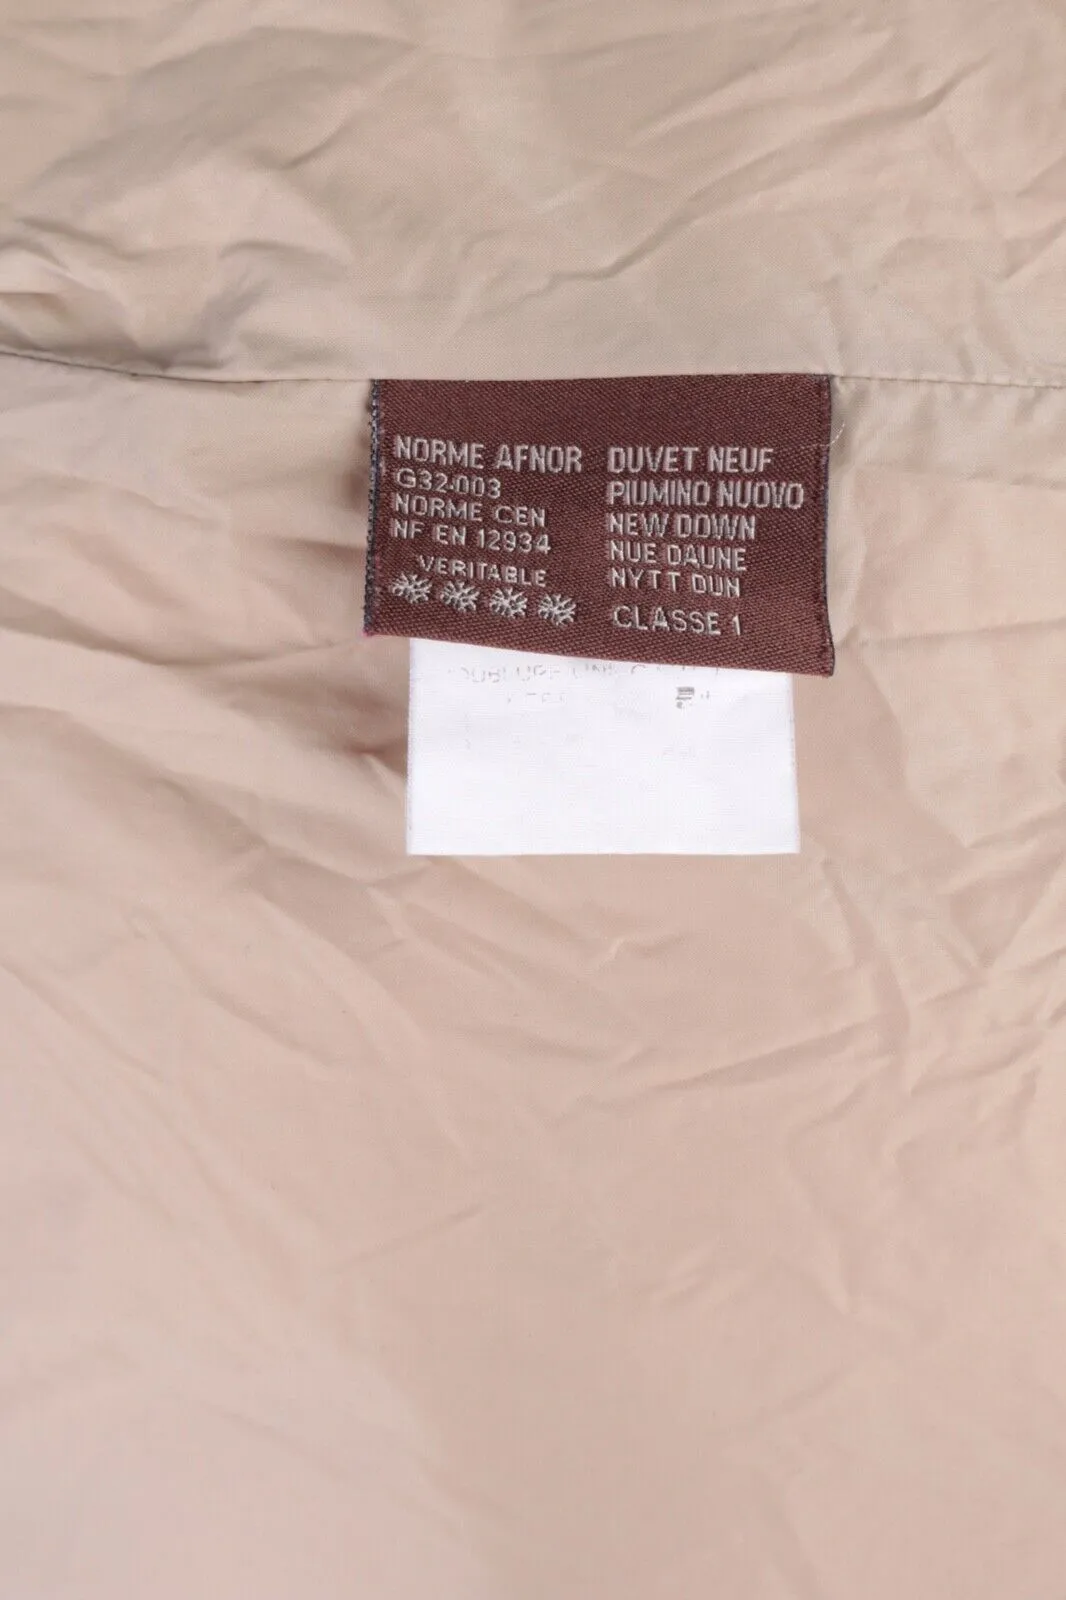 NORME AFNOR
G32-003
NORME CEN
NF EN 12934
VERITABLE
DUVET NEUF
PIUMINO NUOVO
NEW DOWN
NUE DAUNE
NYTT DUN
CLASSE 1